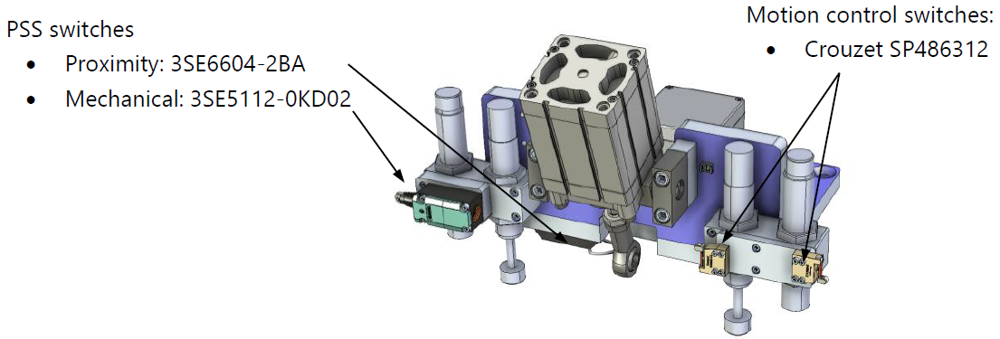 PSS switches
• Proximity: 3SE6604-2BA
• Mechanical: 3SE5112-0KD02
Motion control switches:
• Crouzet SP486312